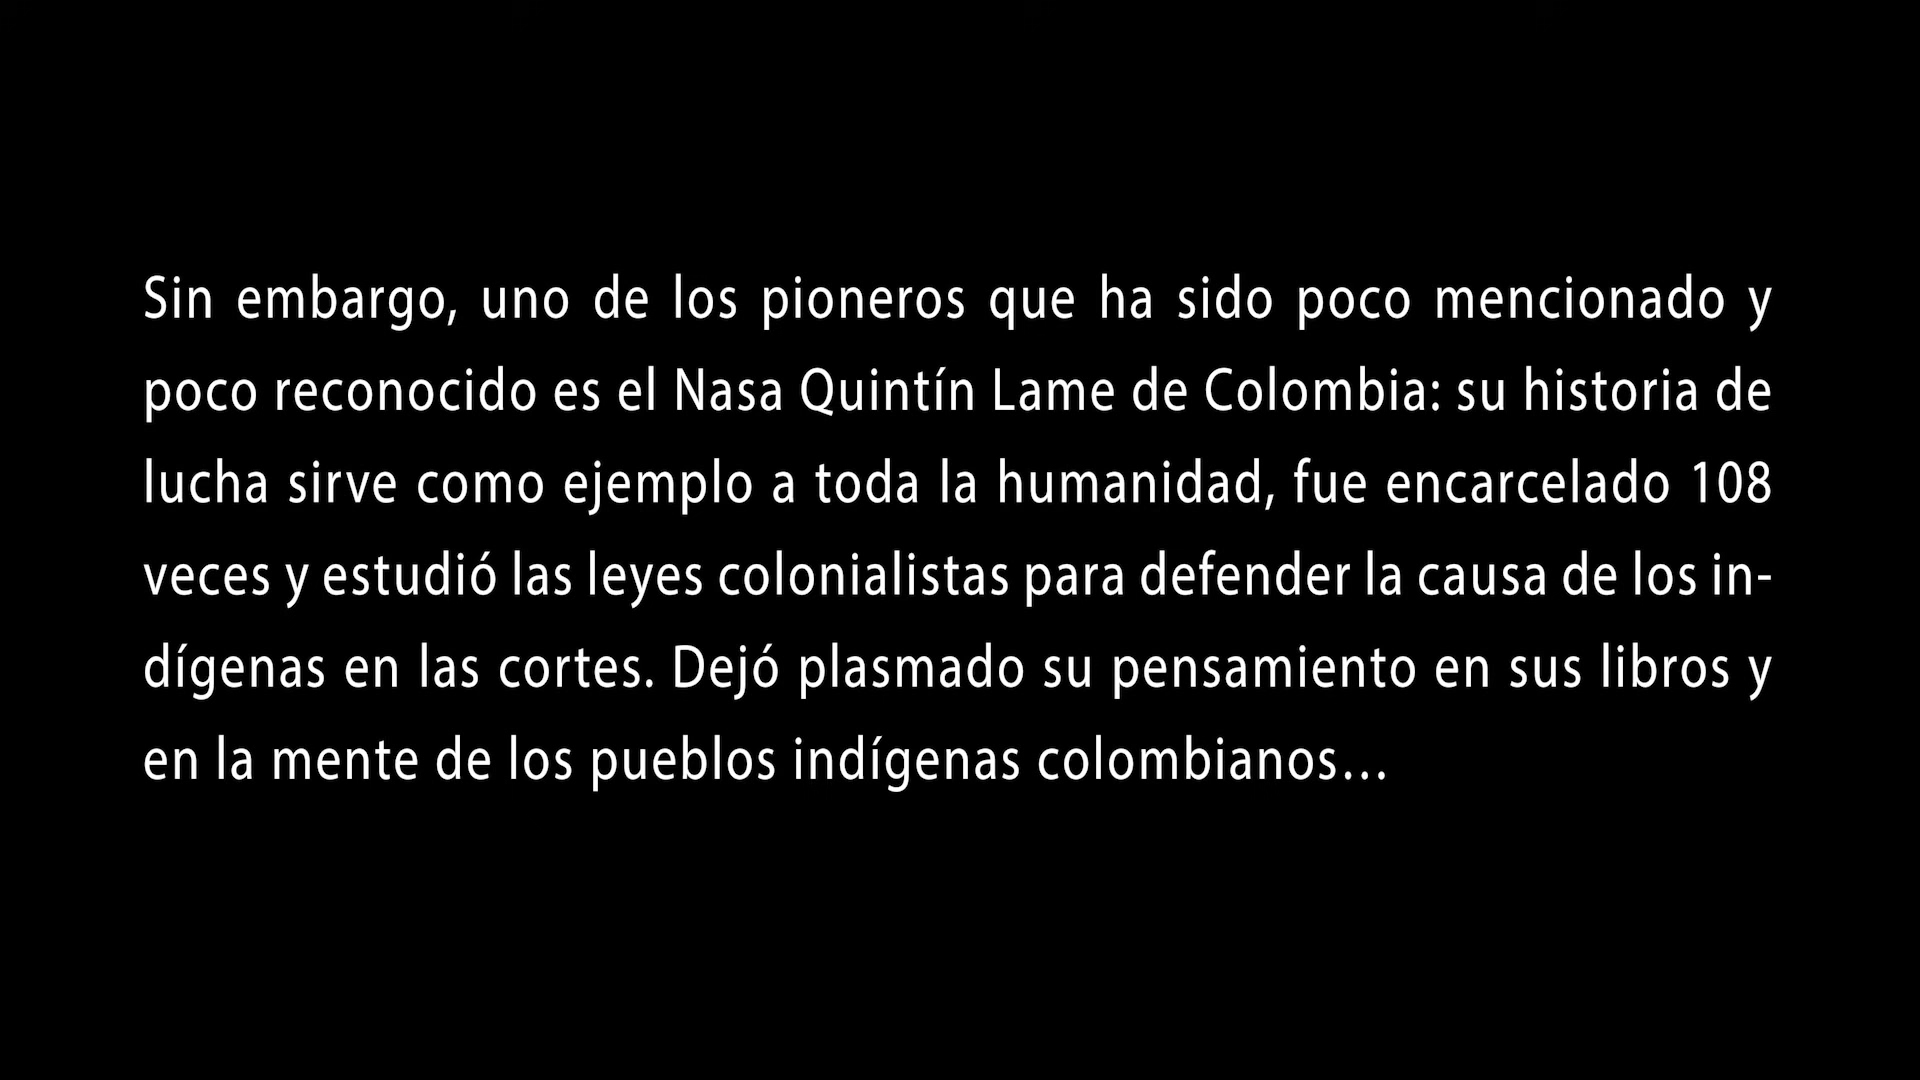 Sin embargo, uno de los pioneros que ha sido poco mencionado y
poco reconocido es el Nasa Quintín Lame de Colombia: su historia de
lucha sirve como ejemplo a toda la humanidad, fue encarcelado 108
veces y estudió las leyes colonialistas para defender la causa de los in-
dígenas en las cortes. Dejó plasmado su pensamiento en sus libros y
en la mente de los pueblos indígenas colombianos…